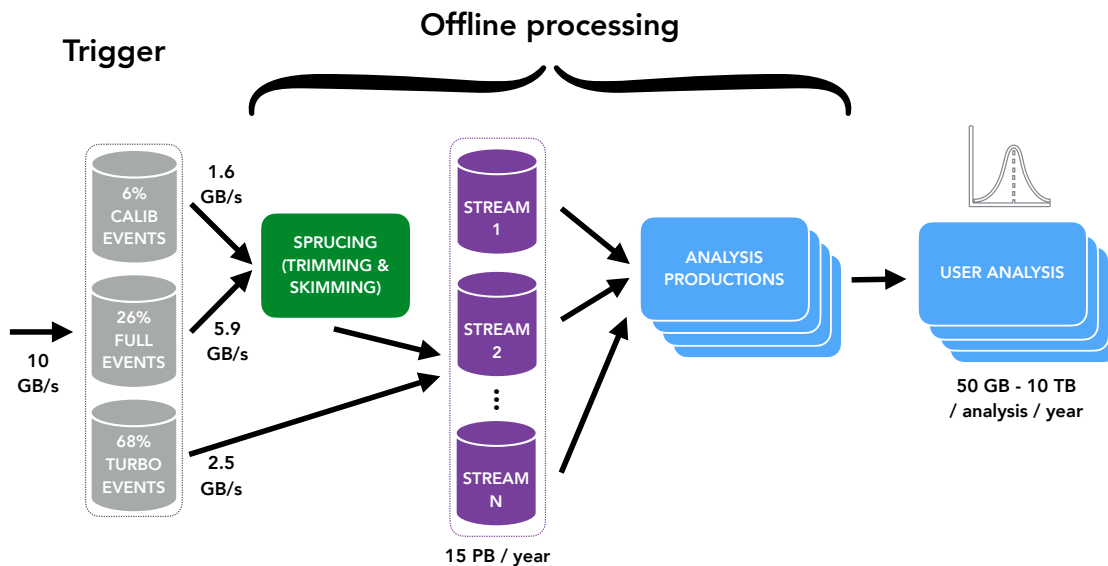 Trigger
Offline processing
6%
CALIB
EVENTS
1.6
GB/s
26%
FULL
EVENTS
5.9
GB/s
10
GB/s
68%
TURBO
EVENTS
2.5
GB/s
SPRUCING
(TRIMMING &
SKIMMING)
STREAM
1
STREAM
2
...
STREAM
N
15 PB / year
ANALYSIS
PRODUCTIONS
USER ANALYSIS
50 GB - 10 TB
/ analysis / year